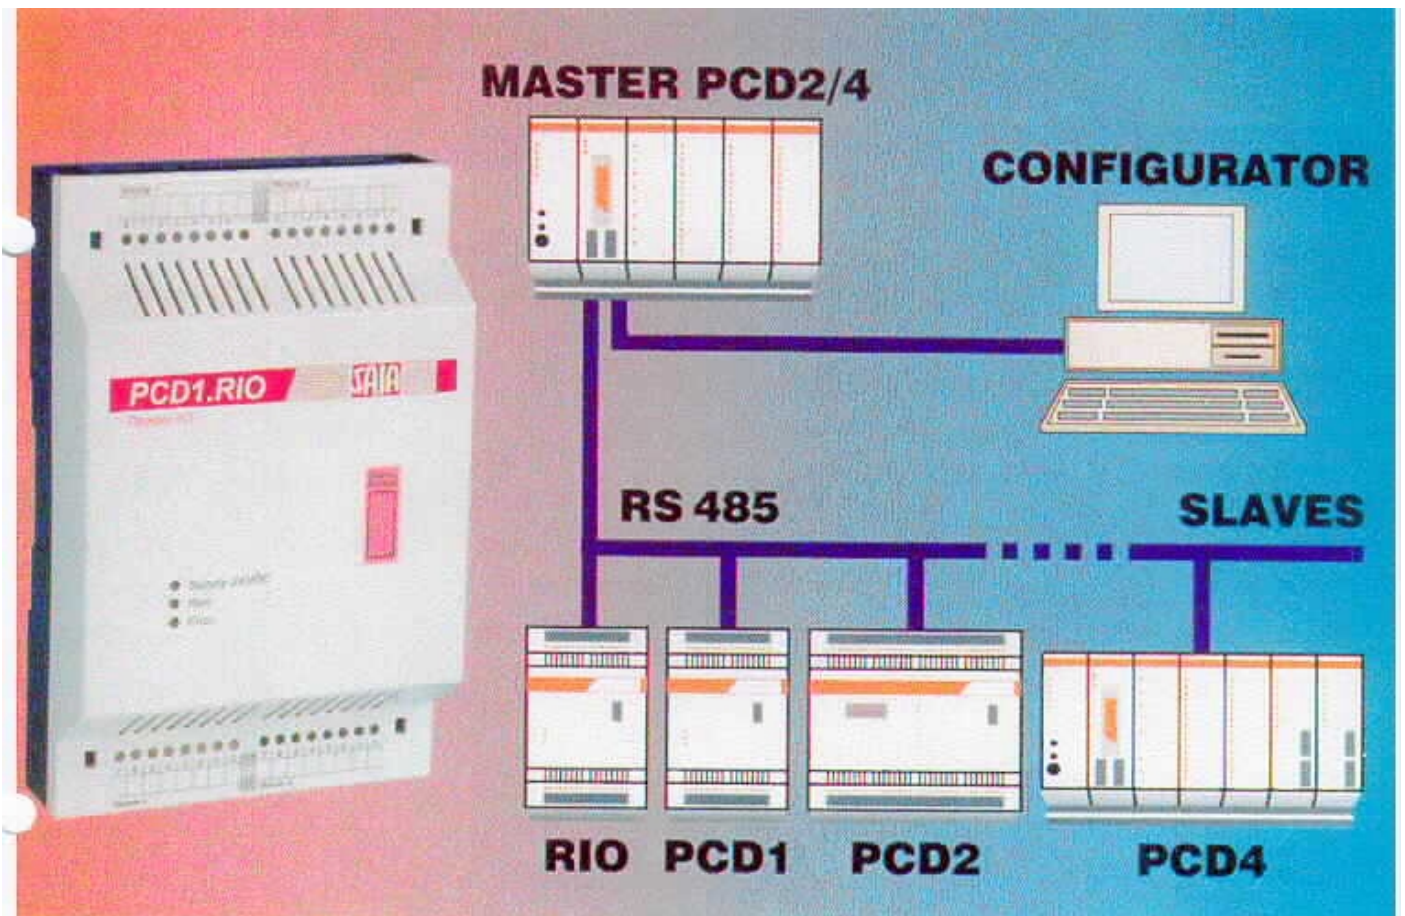 MASTER PCD2/4
CONFIGURATOR
PCD1.RIO
SAIA
RS 485
SLAVES
RIO
PCD1
PCD2
PCD4